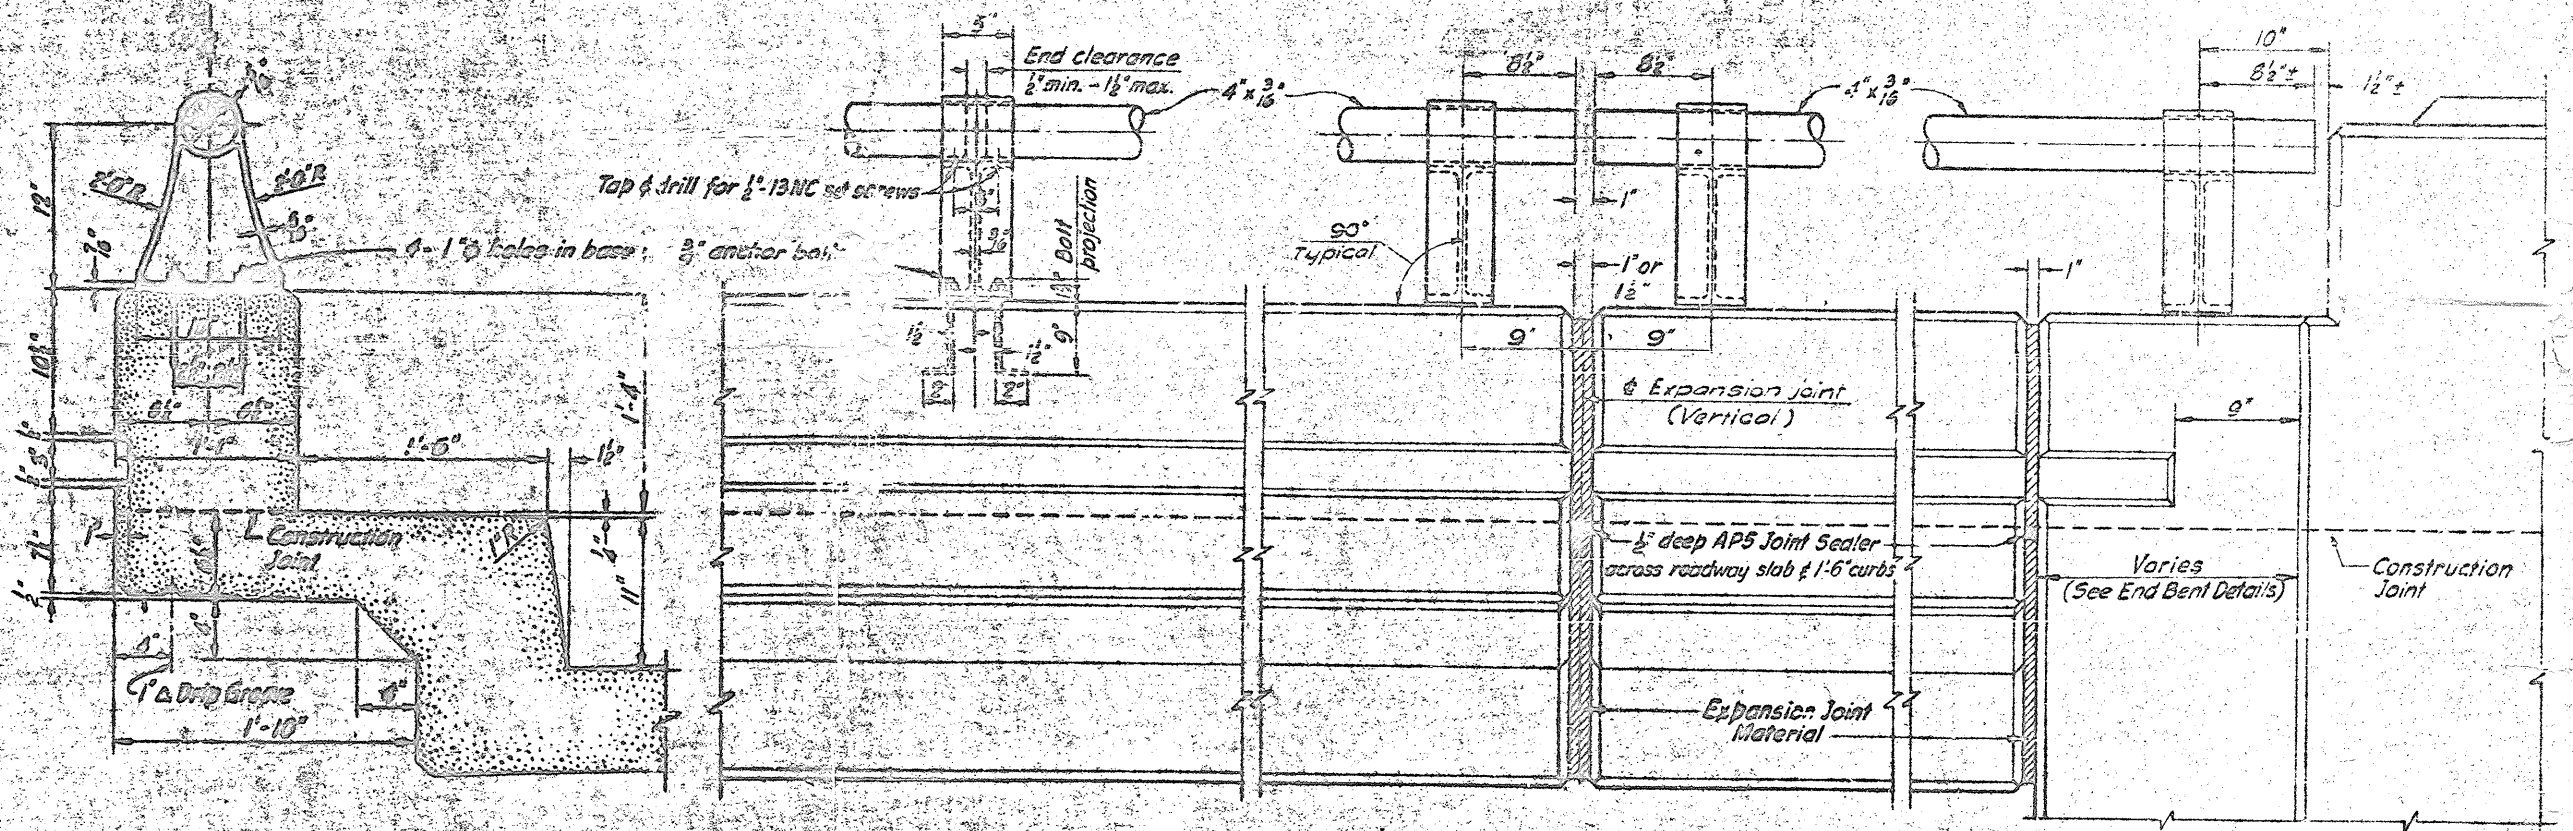 5"
End clearance
½" min. - 1½" max.
4" x 3/16"
8½"
8½"
4" x 3/16"
10"
8½" ±
1½" ±
12"
2'-0" R
Tap & drill for ½"-13NC set screws
4 - 1" φ holes in base
anchor
Bolt
projection
90°
Typical
1"
1" or
1½"
1"
9"
9"
9"
1½"
1½"
2"
2"
6½"
6½"
1'-1"
1'-6"
1½"
1'-4"
11"
Construction
Joint
1" R
4"
1" Δ Drip Groove
6"
1'-10"
℄ Expansion joint
(Vertical)
9"
½" deep APS Joint Sealer
across roadway slab & 1'-6" curbs
Varies
(See End Bent Details)
Construction
Joint
Expansion Joint
Material